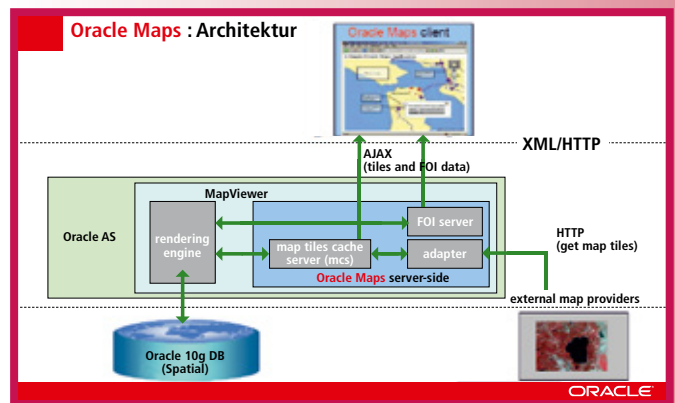 Oracle Maps : Architektur
Oracle Maps client
XML/HTTP
AJAX
(tiles and FOI data)
MapViewer
Oracle AS
rendering
engine
FOI server
map tiles cache
server (mcs)
adapter
Oracle Maps server-side
HTTP
(get map tiles)
external map providers
Oracle 10g DB
(Spatial)
ORACLE